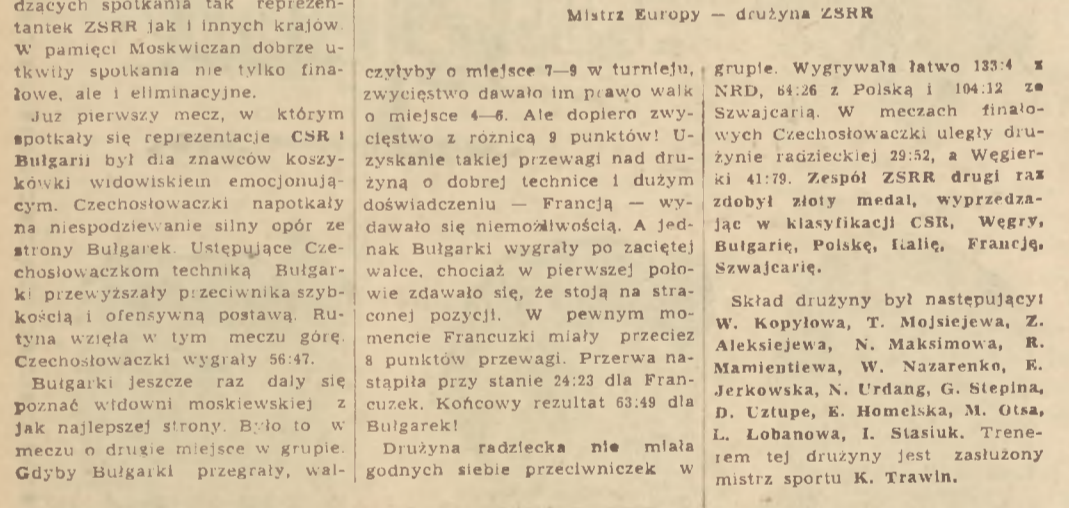 dzących spotkania tak reprezen-
tantek ZSRR jak i innych krajów.
W pamięci Moskwiczan dobrze u-
tkwiły spotkania nie tylko fina-
łowe, ale i eliminacyjne.
Już pierwszy mecz, w którym
spotkały się reprezentacje CSR i
Bułgarii był dla znawców koszy-
kówki widowiskiem emocjonują-
cym. Czechosłowaczki napotkały
na niespodziewanie silny opór ze
strony Bułgarek. Ustępujące Cze-
chosłowaczkom techniką Bułgar-
ki przewyższały przeciwnika szyb-
kością i ofensywną postawą. Ru-
tyna wzięła w tym meczu górę.
Czechosłowaczki wygrały 56:47.
Bułgarki jeszcze raz dały się
poznać widowni moskiewskiej z
jak najlepszej strony. Było to w
meczu o drugie miejsce w grupie.
Gdyby Bułgarki przegrały, wal-
czyłyby o miejsce 7—9 w turnieju,
zwycięstwo dawało im prawo walk
o miejsce 4—6. Ale dopiero zwy-
cięstwo z różnicą 9 punktów! U-
zyskanie takiej przewagi nad dru-
żyną o dobrej technice i dużym
doświadczeniu — Francją — wy-
dawało się niemożliwością. A jed-
nak Bułgarki wygrały po zaciętej
walce, chociaż w pierwszej poło-
wie zdawało się, że stoją na stra-
conej pozycji. W pewnym mo-
mencie Francuzki miały przecież
8 punktów przewagi. Przerwa na-
stąpiła przy stanie 24:23 dla Fran-
cuzek. Końcowy rezultat 63:49 dla
Bułgarek!
Drużyna radziecka nie miała
godnych siebie przeciwniczek w
Mistrz Europy — drużyna ZSRR
grupie. Wygrywała łatwo 133:4 z
NRD, 84:26 z Polską i 104:12 ze
Szwajcarią. W meczach finało-
wych Czechosłowaczki uległy dru-
żynie radzieckiej 29:52, a Węgier-
ki 41:79. Zespół ZSRR drugi raz
zdobył złoty medal, wyprzedza-
jąc w klasyfikacji CSR, Węgry,
Bułgarię, Polskę, Italię, Francję,
Szwajcarię.
Skład drużyny był następujący:
W. Kopyłowa, T. Mojsiejewa, Z.
Aleksiejewa, N. Maksimowa, R.
Mamientiewa, W. Nazarenko, E.
Jerkowska, N. Urdang, G. Stepina,
D. Uztupe, E. Homelska, M. Otsa,
L. Lobanowa, I. Stasiuk. Trene-
rem tej drużyny jest zasłużony
mistrz sportu K. Trawin.